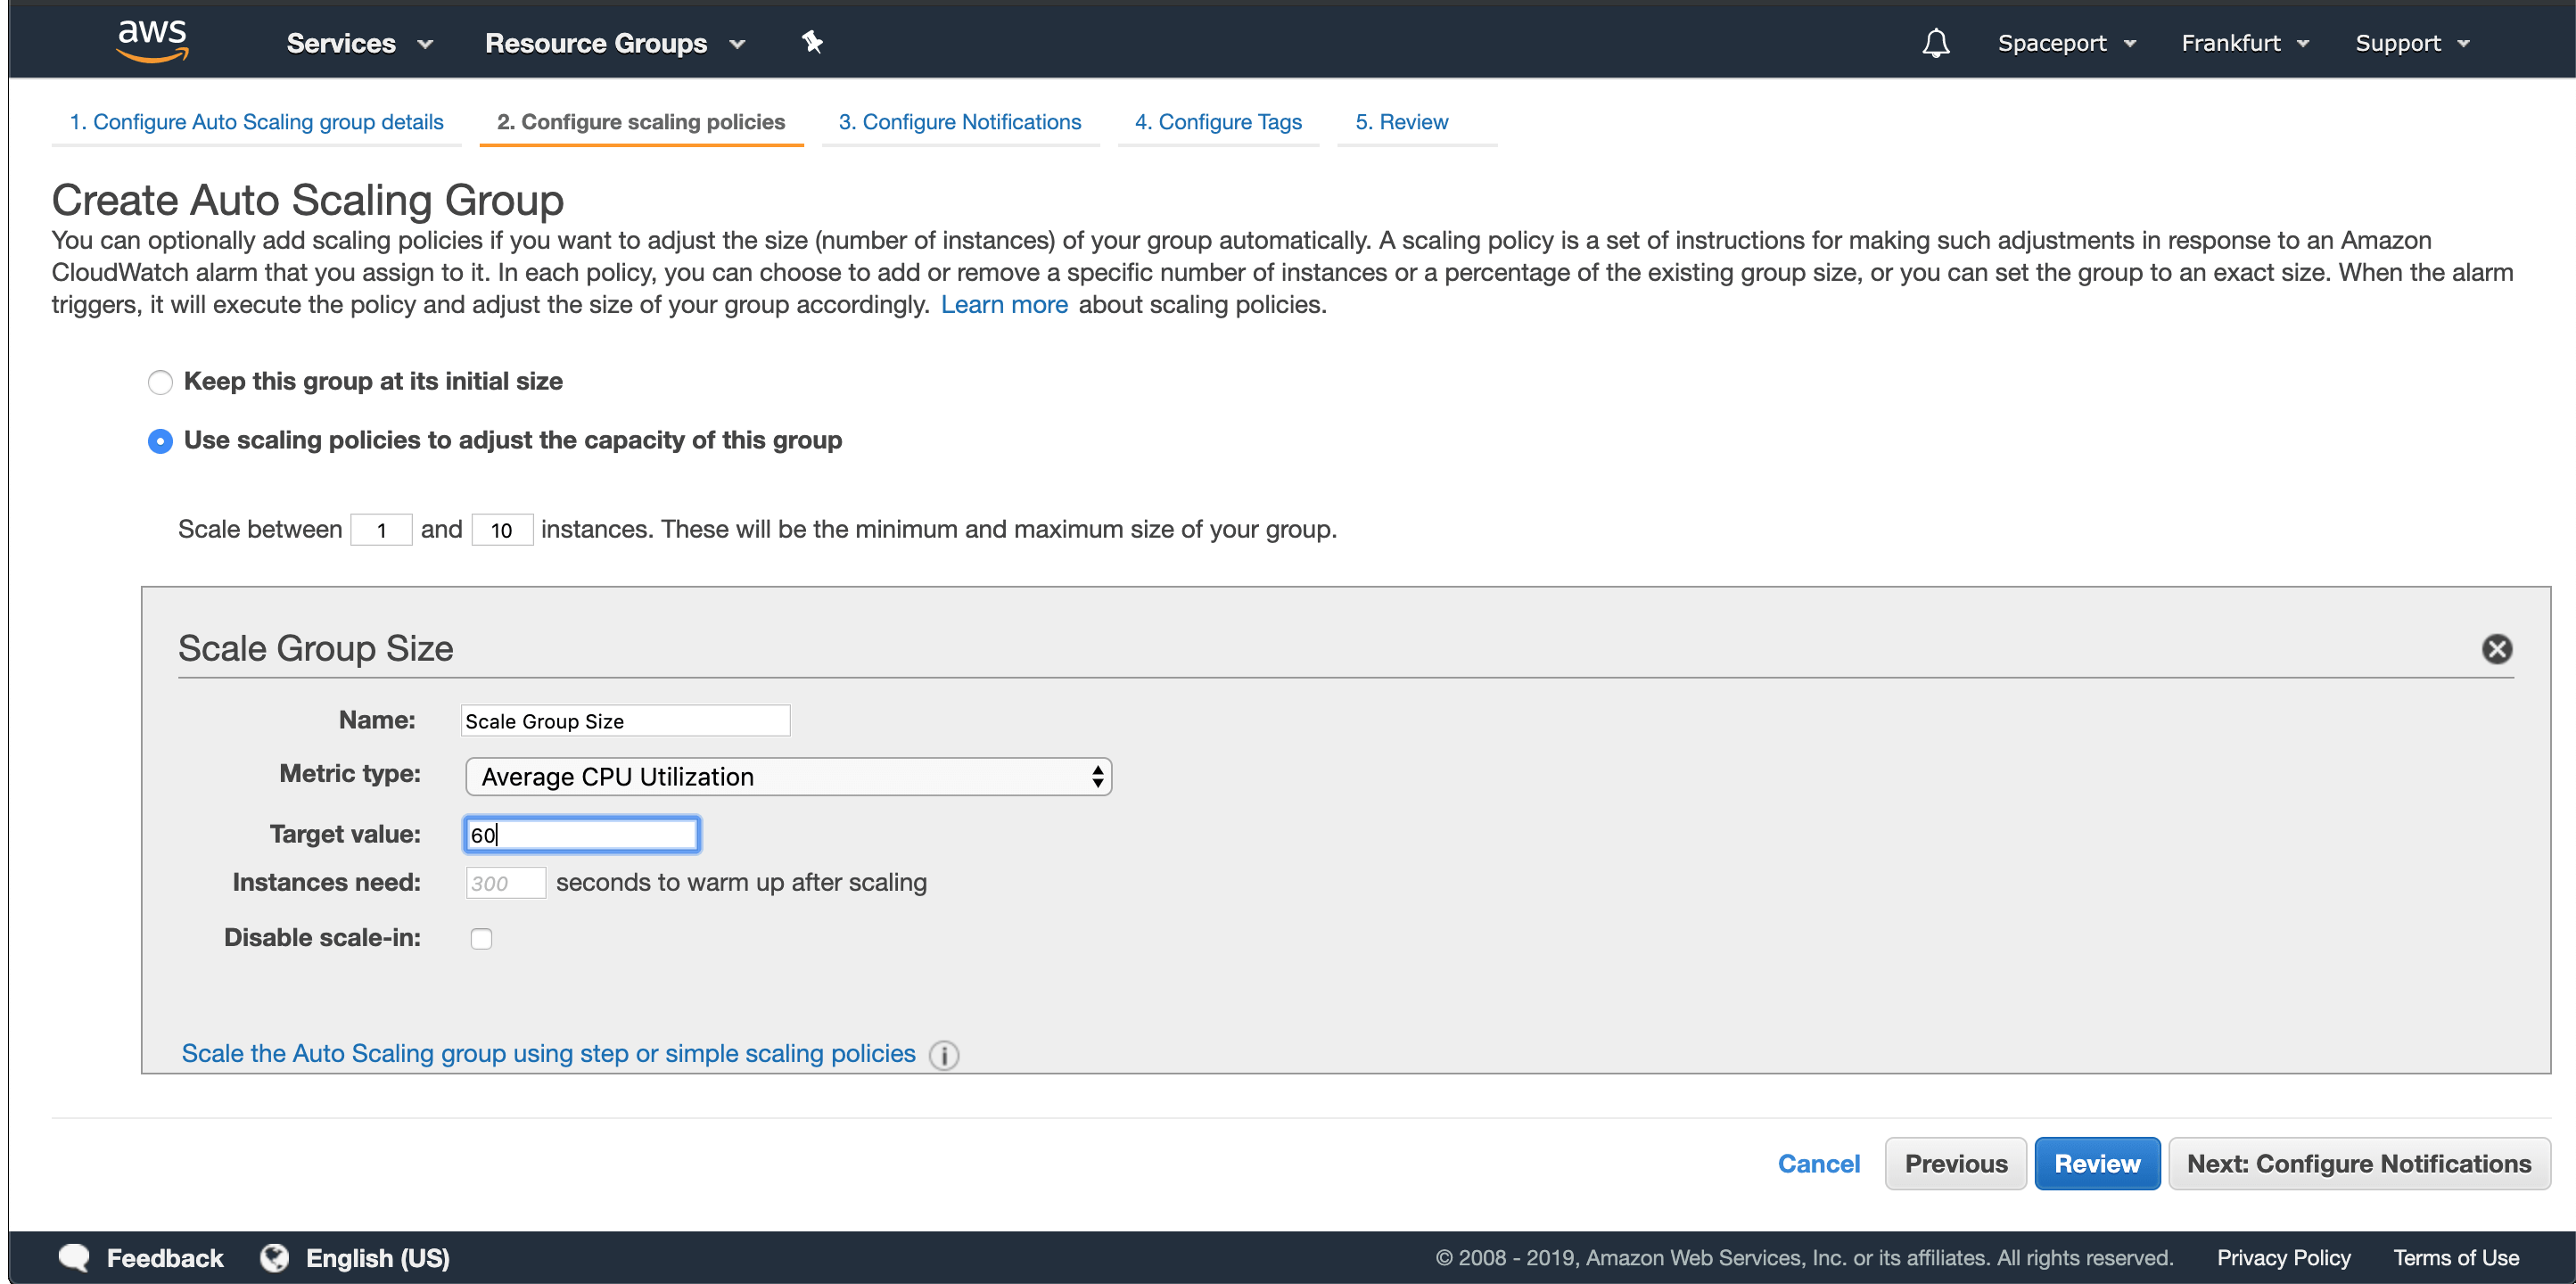 aws Services Resource Groups Spaceport Frankfurt Support
1. Configure Auto Scaling group details 2. Configure scaling policies 3. Configure Notifications 4. Configure Tags 5. Review
Create Auto Scaling Group
You can optionally add scaling policies if you want to adjust the size (number of instances) of your group automatically. A scaling policy is a set of instructions for making such adjustments in response to an Amazon
CloudWatch alarm that you assign to it. In each policy, you can choose to add or remove a specific number of instances or a percentage of the existing group size, or you can set the group to an exact size. When the alarm
triggers, it will execute the policy and adjust the size of your group accordingly. Learn more about scaling policies.
Keep this group at its initial size
Use scaling policies to adjust the capacity of this group
Scale between 1 and 10 instances. These will be the minimum and maximum size of your group.
Scale Group Size
Name: Scale Group Size
Metric type: Average CPU Utilization
Target value: 60
Instances need: 300 seconds to warm up after scaling
Disable scale-in:
Scale the Auto Scaling group using step or simple scaling policies i
Cancel Previous Review Next: Configure Notifications
Feedback English (US) © 2008 - 2019, Amazon Web Services, Inc. or its affiliates. All rights reserved. Privacy Policy Terms of Use